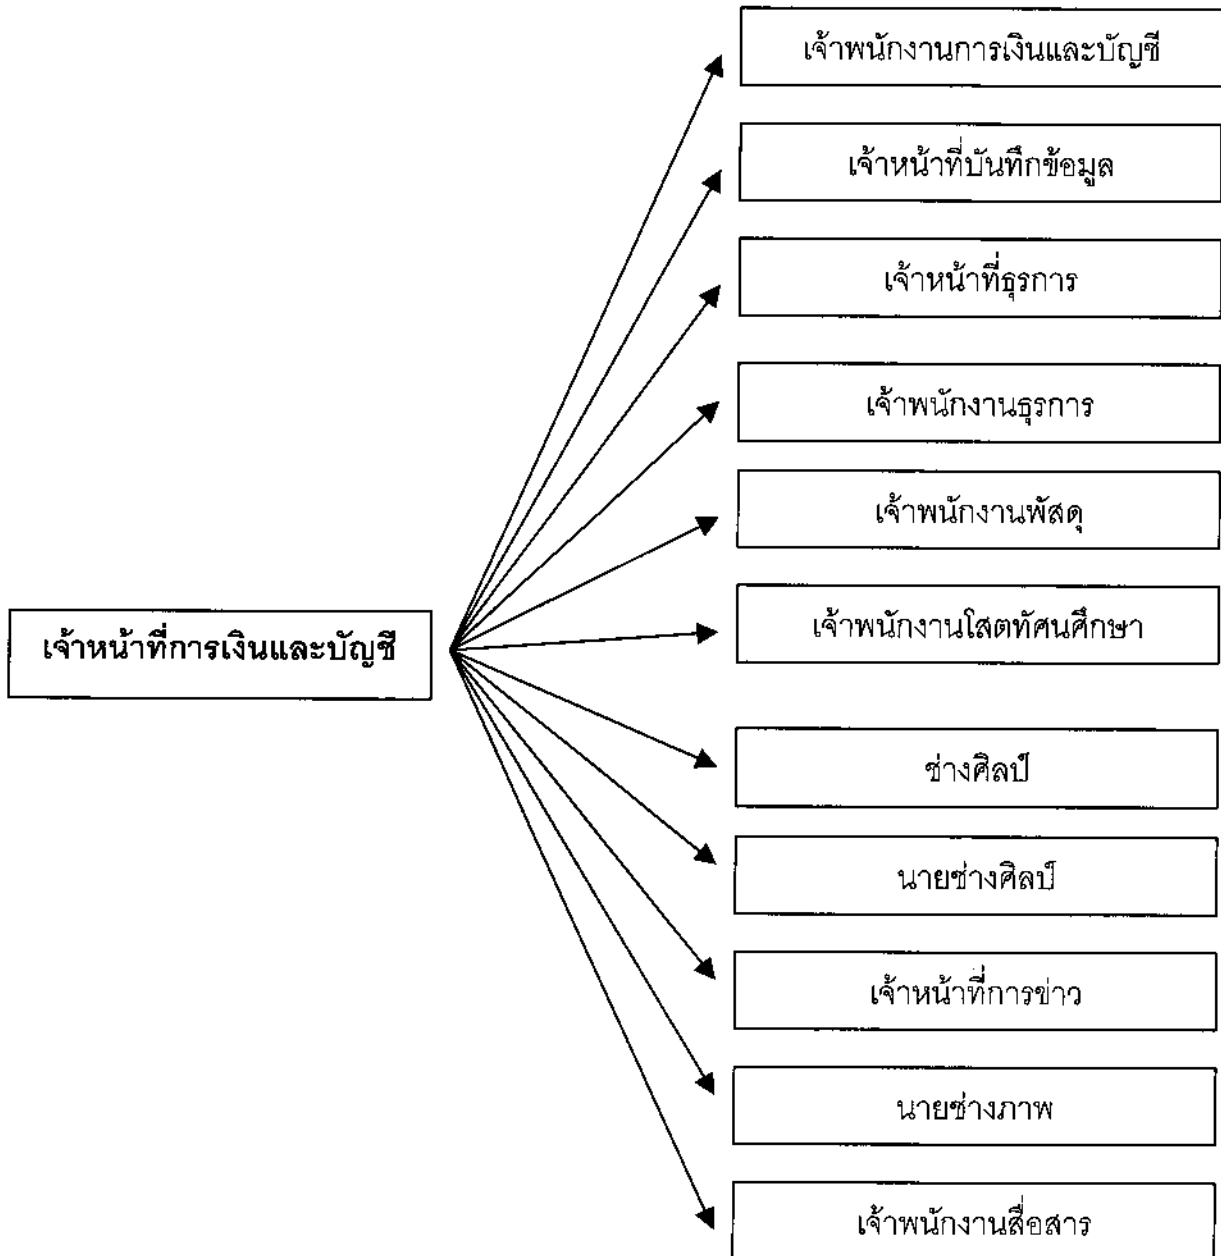 เจ้าพนักงานการเงินและบัญชี
เจ้าหน้าที่บันทึกข้อมูล
เจ้าหน้าที่ธุรการ
เจ้าพนักงานธุรการ
เจ้าพนักงานพัสดุ
เจ้าพนักงานโสตทัศนศึกษา
เจ้าหน้าที่การเงินและบัญชี
ช่างศิลป์
นายช่างศิลป์
เจ้าหน้าที่การข่าว
นายช่างภาพ
เจ้าพนักงานสื่อสาร